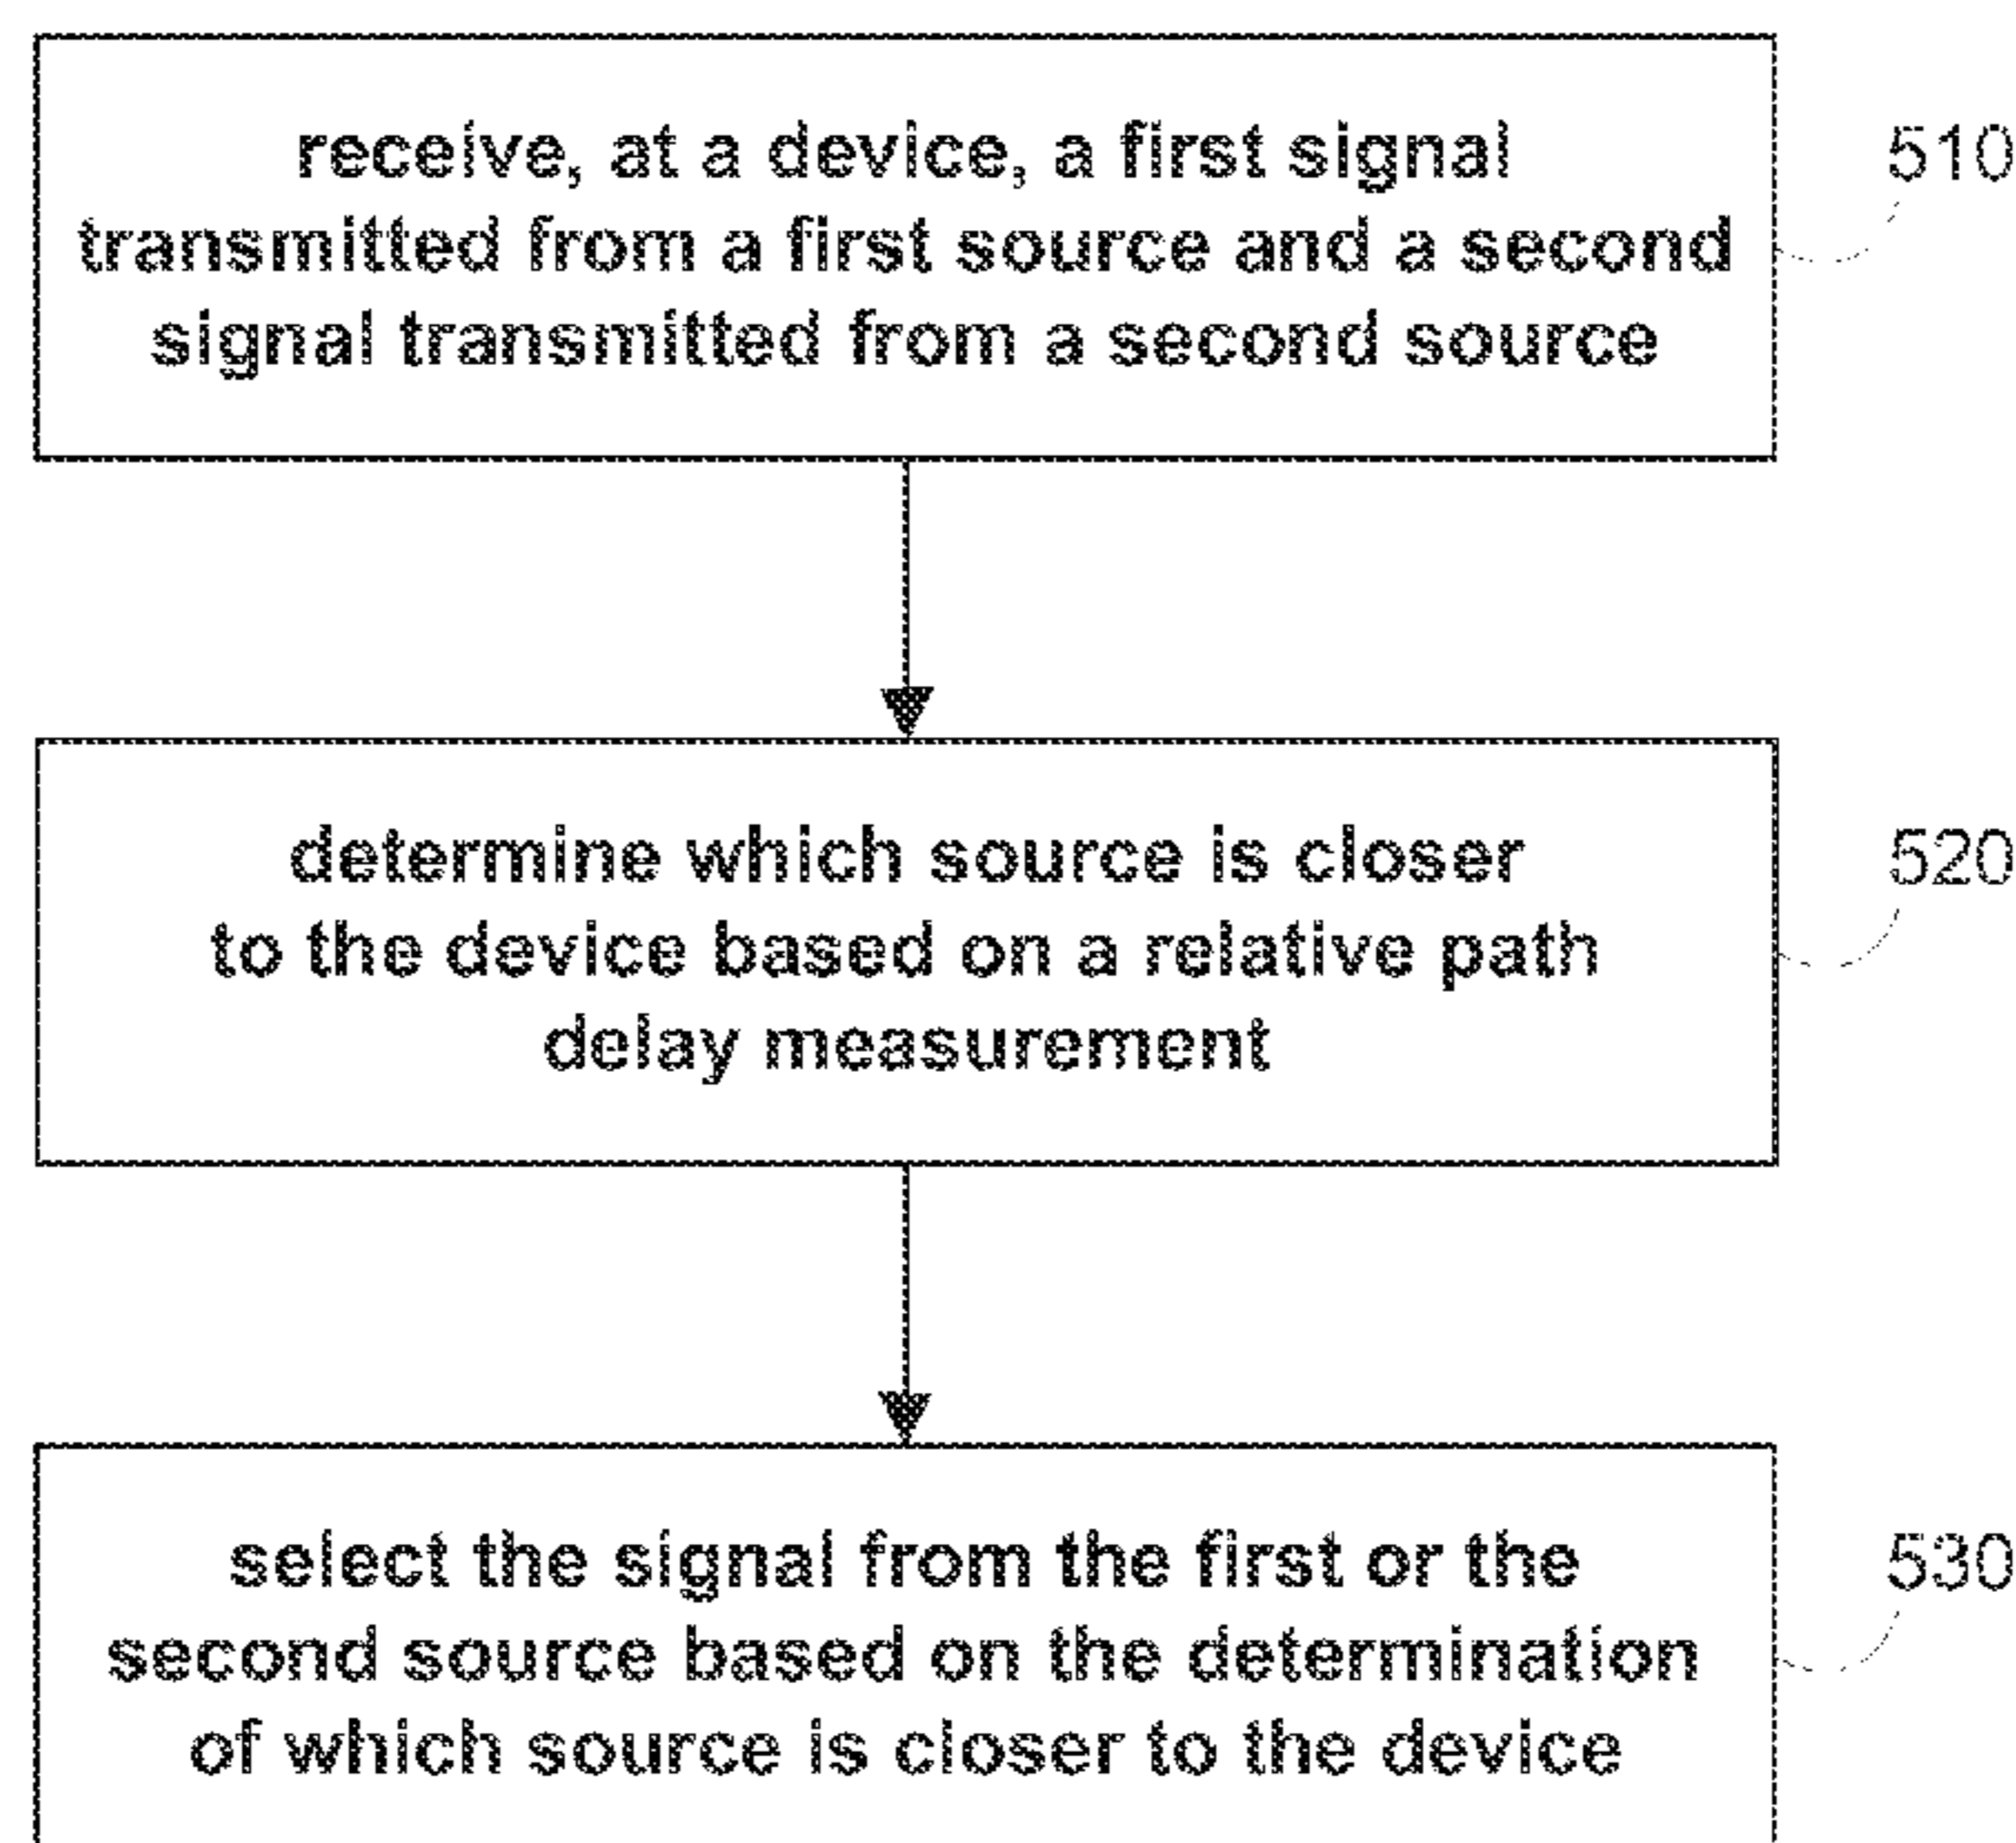 receive, at a device, a first signal
transmitted from a first source and a second
signal transmitted from a second source
510
determine which source is closer
to the device based on a relative path
delay measurement
520
select the signal from the first or the
second source based on the determination
of which source is closer to the device
530